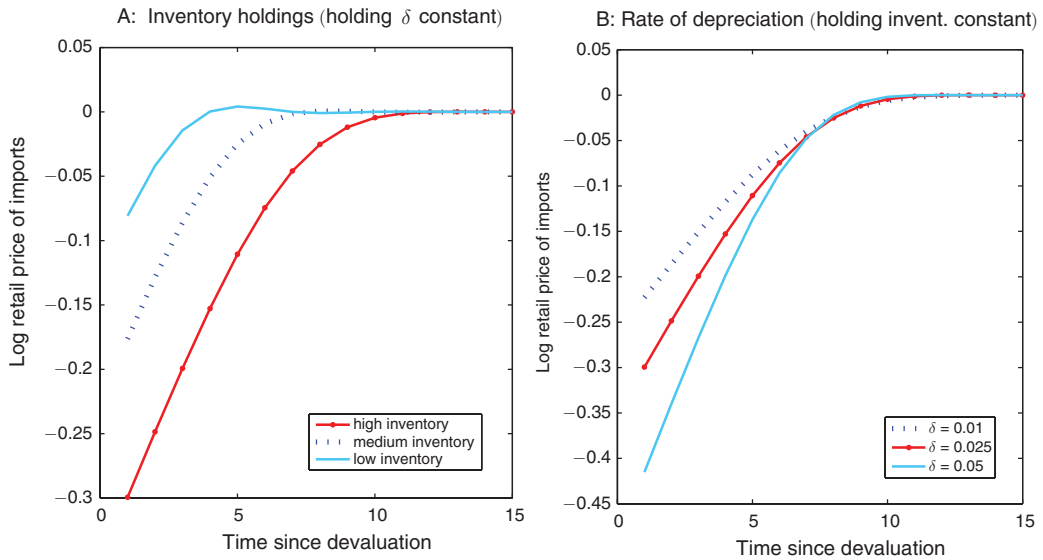 A: Inventory holdings (holding δ constant)
0.05
0
−0.05
−0.1
−0.15
−0.2
−0.25
−0.3
Log retail price of imports
high inventory
medium inventory
low inventory
0 5 10 15
Time since devaluation
B: Rate of depreciation (holding invent. constant)
0.05
0
−0.05
−0.1
−0.15
−0.2
−0.25
−0.3
−0.35
−0.4
−0.45
Log retail price of imports
δ = 0.01
δ = 0.025
δ = 0.05
0 5 10 15
Time since devaluation